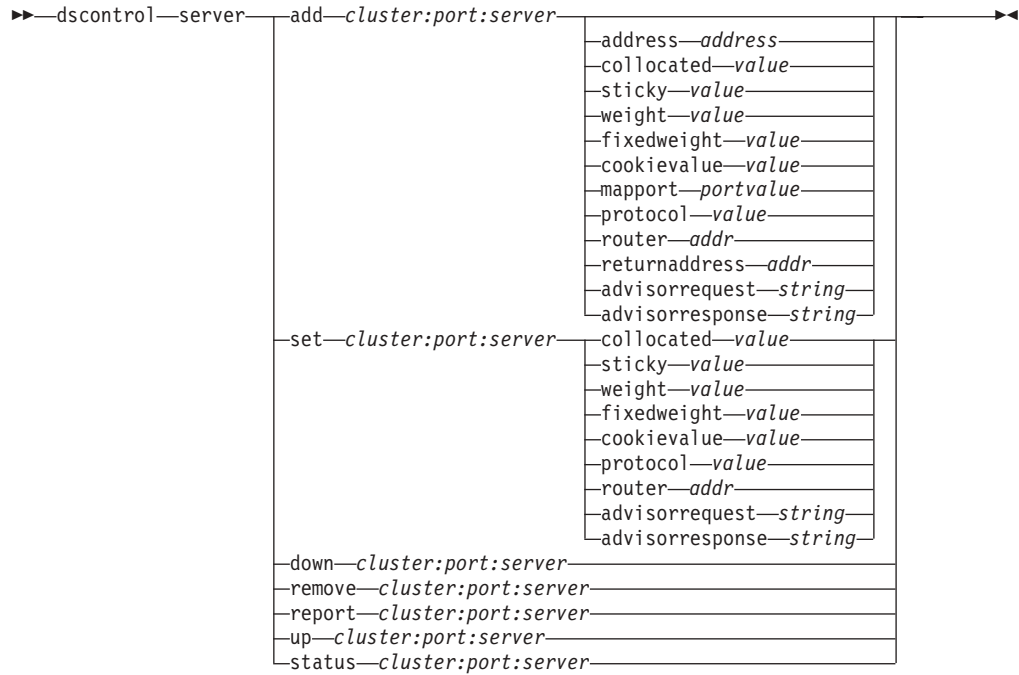 dscontrol server add cluster:port:server
address address
collocated value
sticky value
weight value
fixedweight value
cookievalue value
mapport portvalue
protocol value
router addr
returnaddress addr
advisorrequest string
advisorresponse string
set cluster:port:server collocated value
sticky value
weight value
fixedweight value
cookievalue value
protocol value
router addr
advisorrequest string
advisorresponse string
down cluster:port:server
remove cluster:port:server
report cluster:port:server
up cluster:port:server
status cluster:port:server